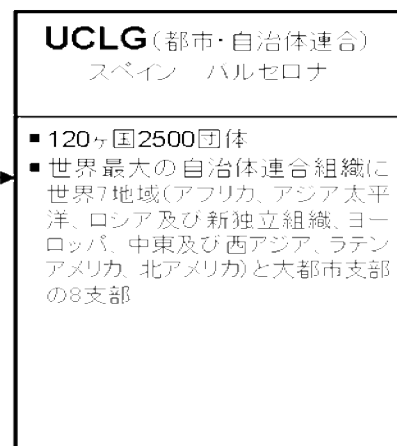 UCLG(都市・自治体連合)
スペイン バルセロナ
▪120ヶ国2500団体
▪世界最大の自治体連合組織に
世界7地域(アフリカ、アジア太平
洋、ロシア及び新独立組織、ヨー
ロッパ、中東及び西アジア、ラテン
アメリカ、北アメリカ)と大都市支部
の8支部